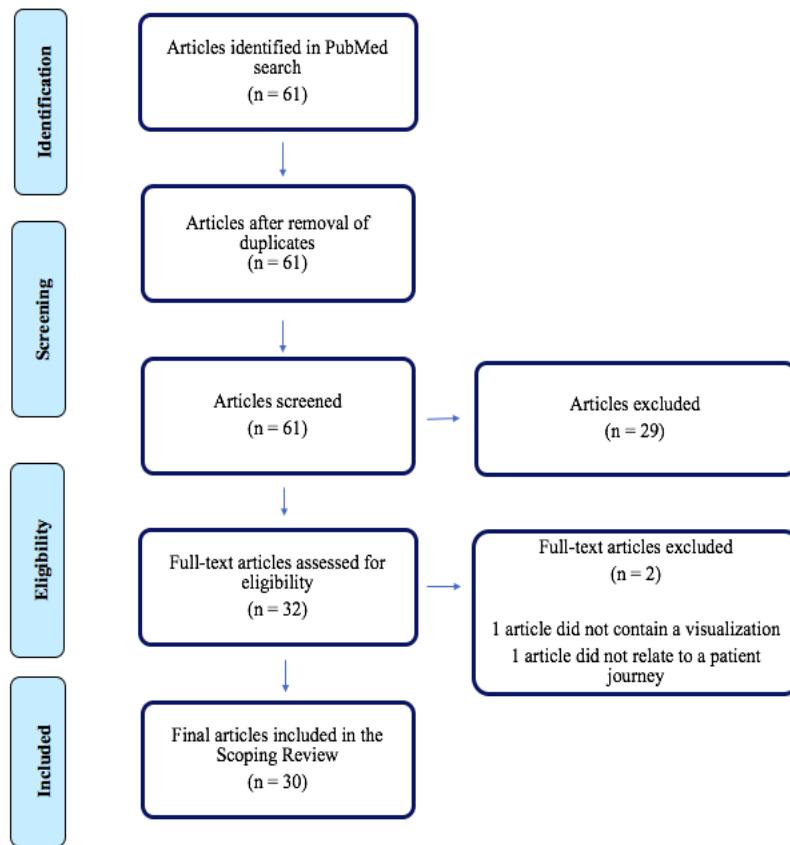 Identification
Articles identified in PubMed
search
(n = 61)
Screening
Articles after removal of
duplicates
(n = 61)
Articles screened
(n = 61)
Articles excluded
(n = 29)
Eligibility
Full-text articles assessed for
eligibility
(n = 32)
Full-text articles excluded
(n = 2)
1 article did not contain a visualization
1 article did not relate to a patient
journey
Included
Final articles included in the
Scoping Review
(n = 30)